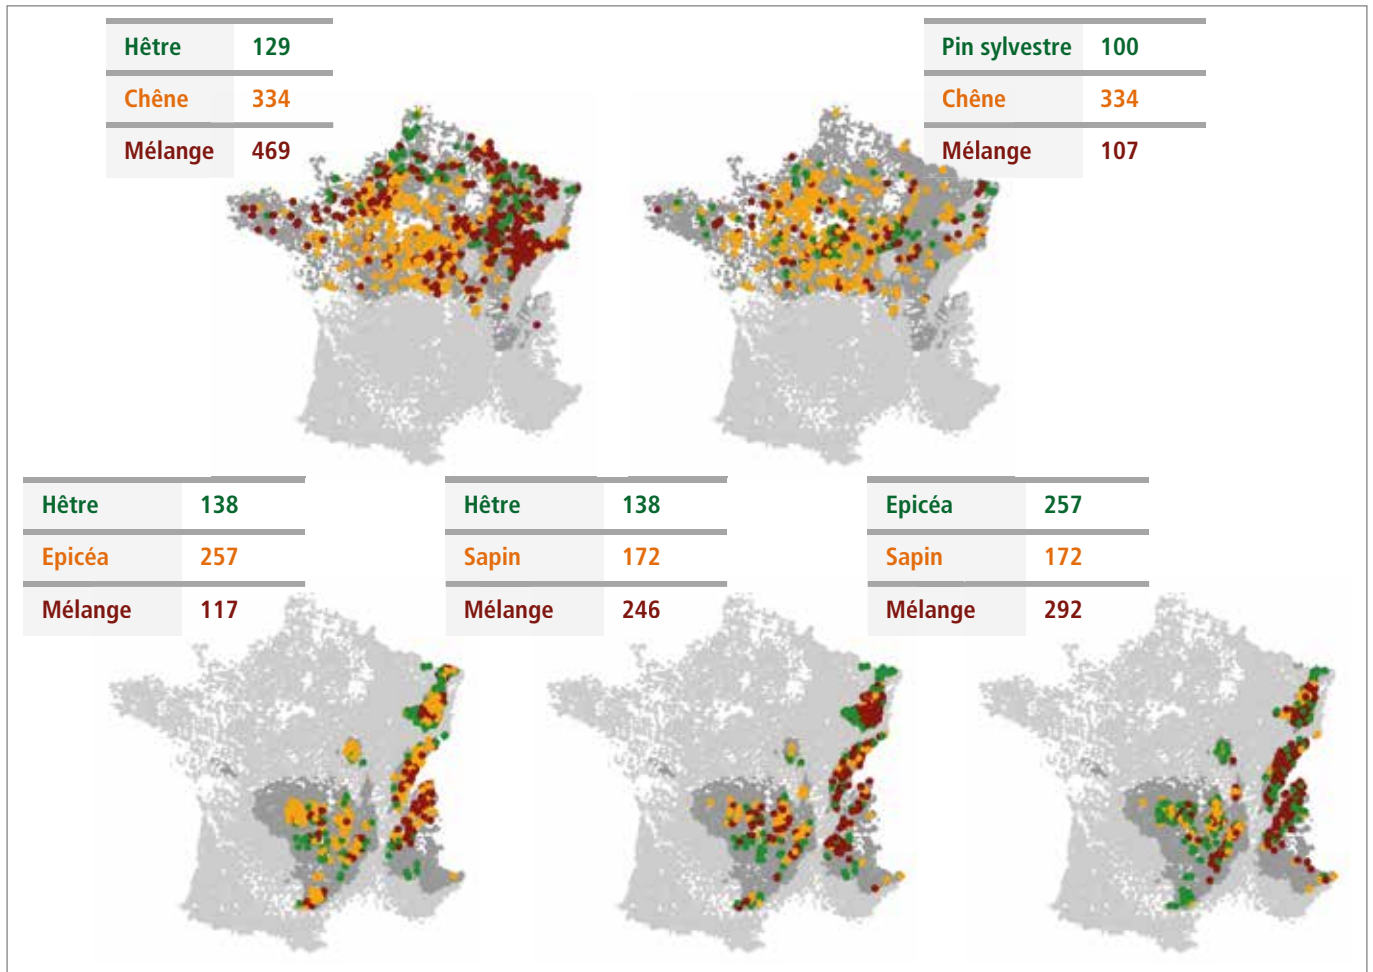 Hêtre 129
Chêne 334
Mélange 469
Pin sylvestre 100
Chêne 334
Mélange 107
Hêtre 138
Epicéa 257
Mélange 117
Hêtre 138
Sapin 172
Mélange 246
Epicéa 257
Sapin 172
Mélange 292